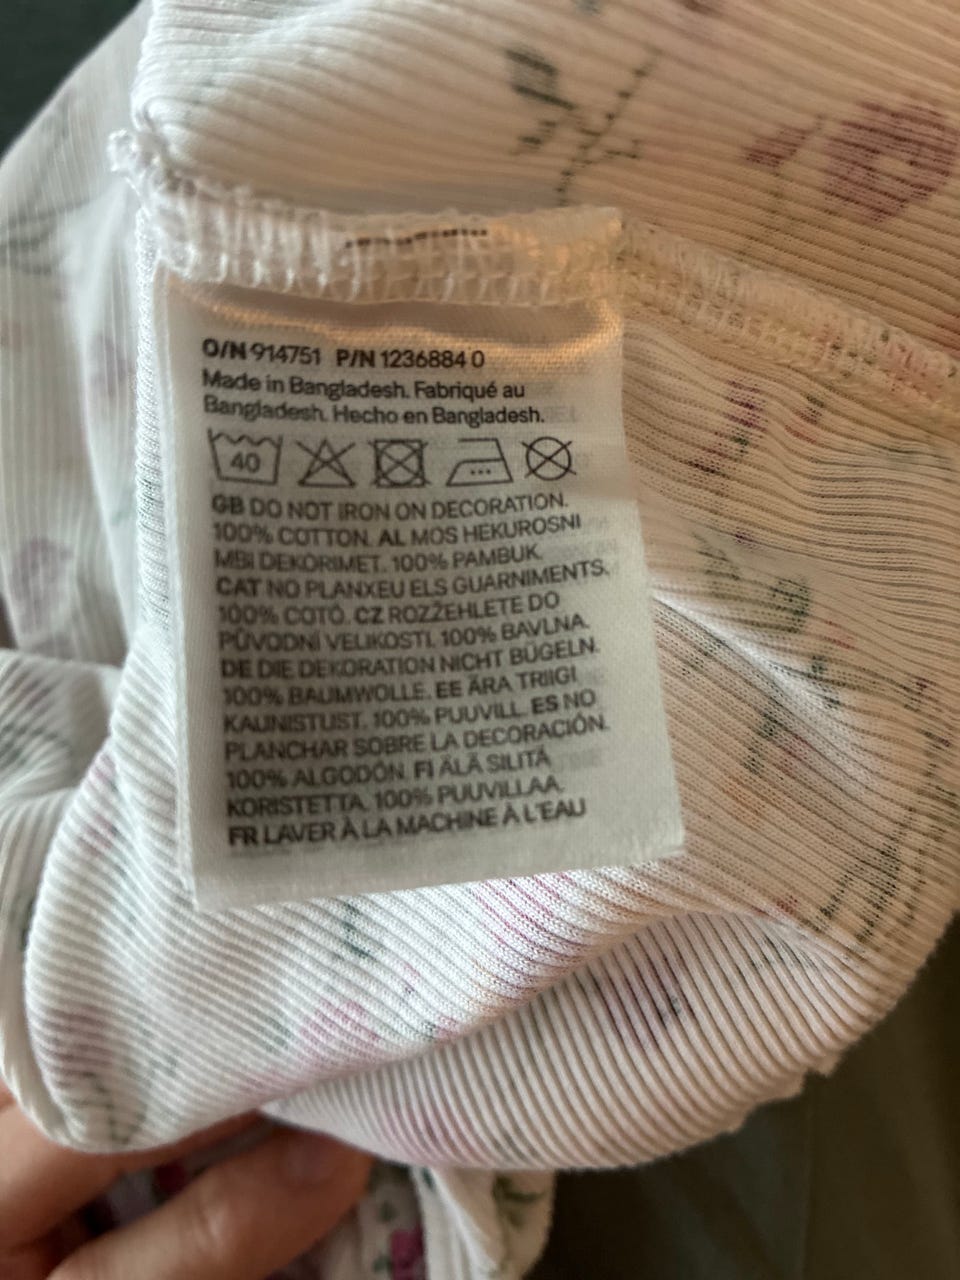 O/N 914751 P/N 1236884 0
Made in Bangladesh. Fabriqué au
Bangladesh. Hecho en Bangladesh.
40
GB DO NOT IRON ON DECORATION.
100% COTTON. AL MOS HEKUROSNI
MBI DEKORIMET. 100% PAMBUK.
CAT NO PLANXEU ELS GUARNIMENTS.
100% COTÓ. CZ ROZŽEHLETE DO
PŮVODNÍ VELIKOSTI. 100% BAVLNA.
DE DIE DEKORATION NICHT BÜGELN.
100% BAUMWOLLE. EE ÄRA TRIIGI
KAUNISTUST. 100% PUUVILL. ES NO
PLANCHAR SOBRE LA DECORACIÓN.
100% ALGODÓN. FI ÄLÄ SILITÄ
KORISTETTA. 100% PUUVILLAA.
FR LAVER À LA MACHINE À L'EAU